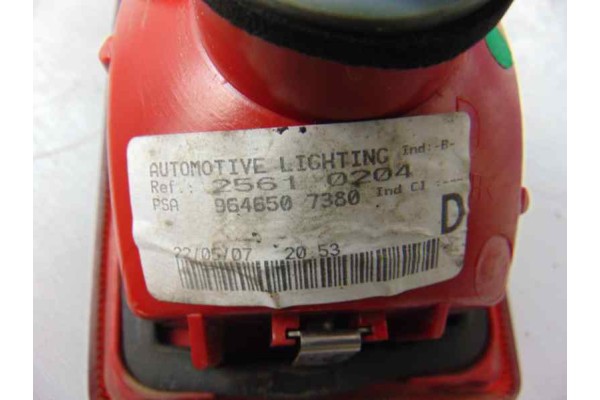 AUTOMOTIVE LIGHTING Ind:-B-
Ref.: 2561 0204
PSA 964650 7380 Ind CI :----
D
22/05/07 20 53